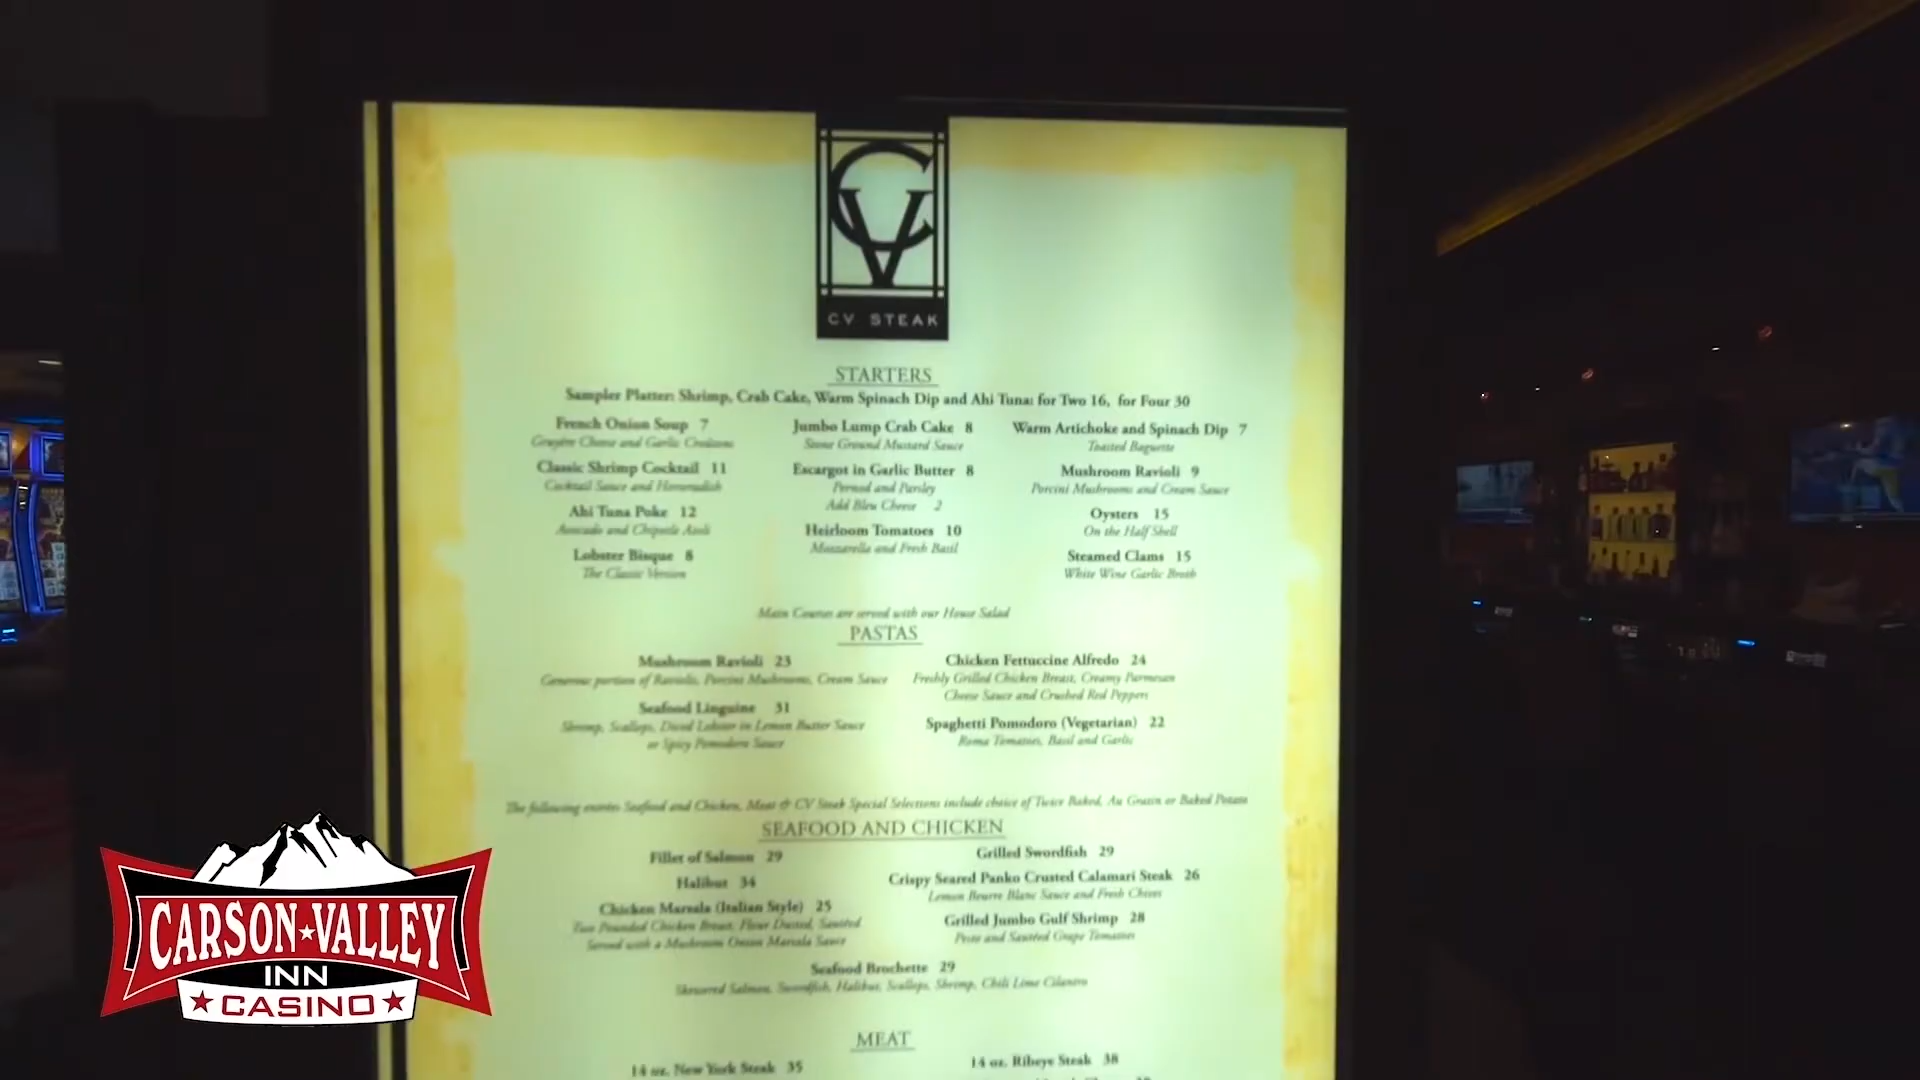 CV
CV STEAK
STARTERS
Sampler Platter: Shrimp, Crab Cake, Warm Spinach Dip and Ahi Tuna: for Two 16, for Four 30
French Onion Soup 7
Gruyère Cheese and Garlic Croutons
Classic Shrimp Cocktail 11
Cocktail Sauce and Horseradish
Ahi Tuna Poke 12
Avocado and Chipotle Aioli
Lobster Bisque 8
The Classic Version
Jumbo Lump Crab Cake 8
Stone Ground Mustard Sauce
Escargot in Garlic Butter 8
Pernod and Parsley
Add Bleu Cheese 2
Heirloom Tomatoes 10
Mozzarella and Fresh Basil
Warm Artichoke and Spinach Dip 7
Toasted Baguette
Mushroom Ravioli 9
Porcini Mushrooms and Cream Sauce
Oysters 15
On the Half Shell
Steamed Clams 15
White Wine Garlic Broth
Main Courses are served with our House Salad
PASTAS
Mushroom Ravioli 23
Generous portion of Raviolis, Porcini Mushrooms, Cream Sauce
Seafood Linguine 31
Shrimp, Scallops, Diced Lobster in Lemon Butter Sauce
or Spicy Pomodoro Sauce
Chicken Fettuccine Alfredo 24
Freshly Grilled Chicken Breast, Creamy Parmesan
Cheese Sauce and Crushed Red Peppers
Spaghetti Pomodoro (Vegetarian) 22
Roma Tomatoes, Basil and Garlic
The following entrées Seafood and Chicken, Meat & CV Steak Special Selections include choice of Twice Baked, Au Gratin or Baked Potato
SEAFOOD AND CHICKEN
Fillet of Salmon 29
Halibut 34
Chicken Marsala (Italian Style) 25
Two Pounded Chicken Breast, Flour Dusted, Sautéed
Served with a Mushroom Onion Marsala Sauce
Grilled Swordfish 29
Crispy Seared Panko Crusted Calamari Steak 26
Lemon Beurre Blanc Sauce and Fresh Chives
Grilled Jumbo Gulf Shrimp 28
Pesto and Sautéed Grape Tomatoes
Seafood Brochette 29
Skewered Salmon, Swordfish, Halibut, Scallops, Shrimp, Chili Lime Cilantro
MEAT
14 oz. New York Steak 35
14 oz. Ribeye Steak 38
CARSON VALLEY
INN
CASINO